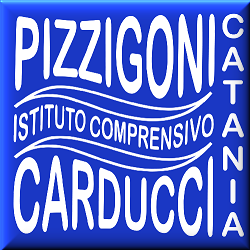 PIZZIGONI
ISTITUTO COMPRENSIVO
CARDUCCI
CATANIA